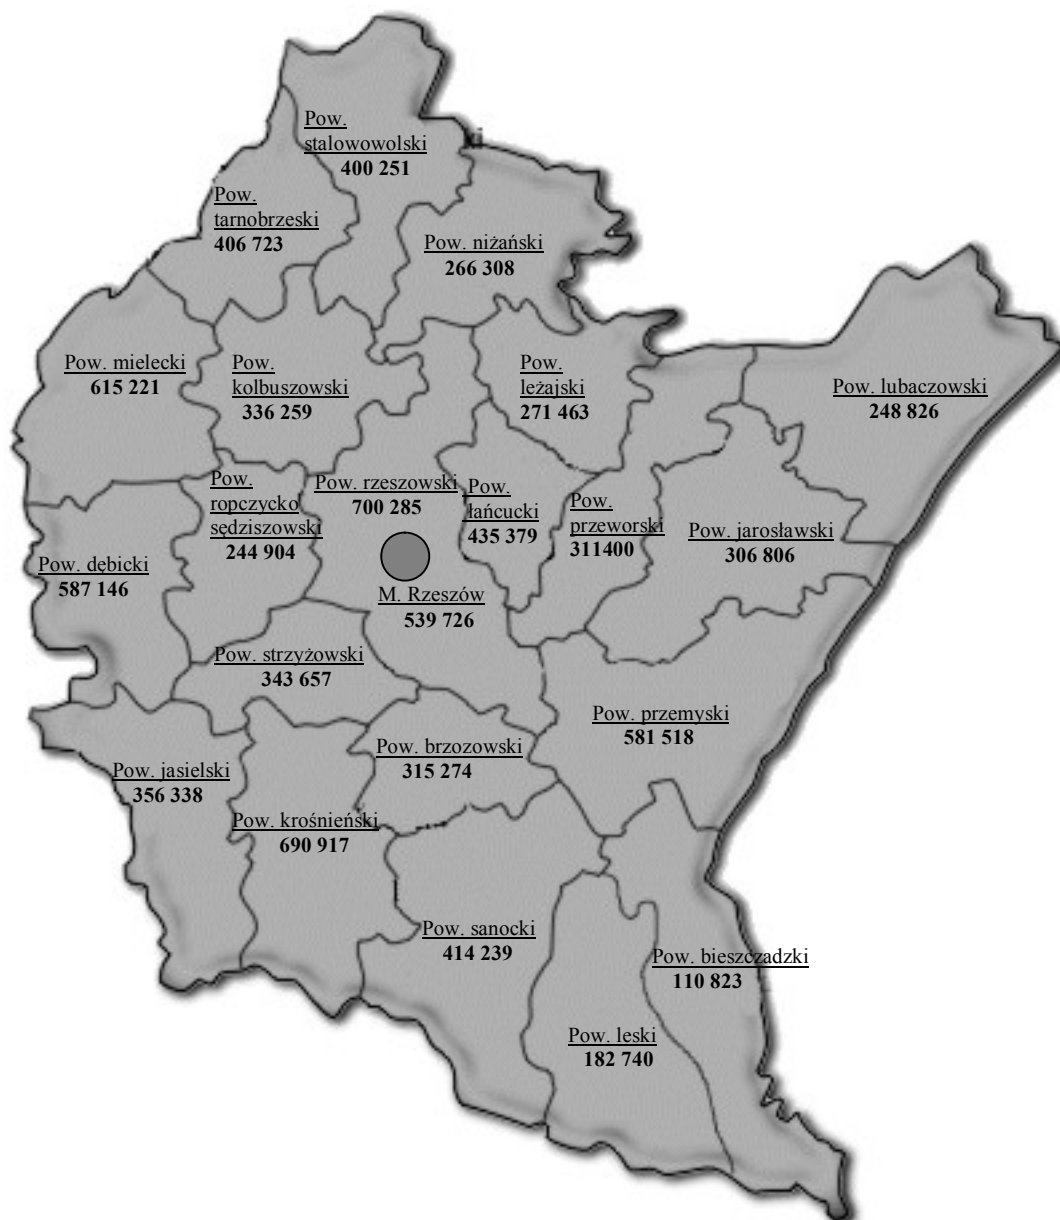 Pow.
stalowowolski
400 251
ki
Pow.
tarnobrzeski
406 723
Pow. niżański
266 308
Pow. mielecki
615 221
Pow.
kolbuszowski
336 259
Pow.
leżajski
271 463
Pow. lubaczowski
248 826
Pow.
ropczycko
sędziszowski
244 904
Pow. rzeszowski
700 285
Pow.
łańcucki
435 379
Pow.
przeworski
311400
Pow. jarosławski
306 806
Pow. dębicki
587 146
M. Rzeszów
539 726
Pow. strzyżowski
343 657
Pow. przemyski
581 518
Pow. brzozowski
315 274
Pow. jasielski
356 338
Pow. krośnieński
690 917
Pow. sanocki
414 239
Pow. bieszczadzki
110 823
Pow. leski
182 740